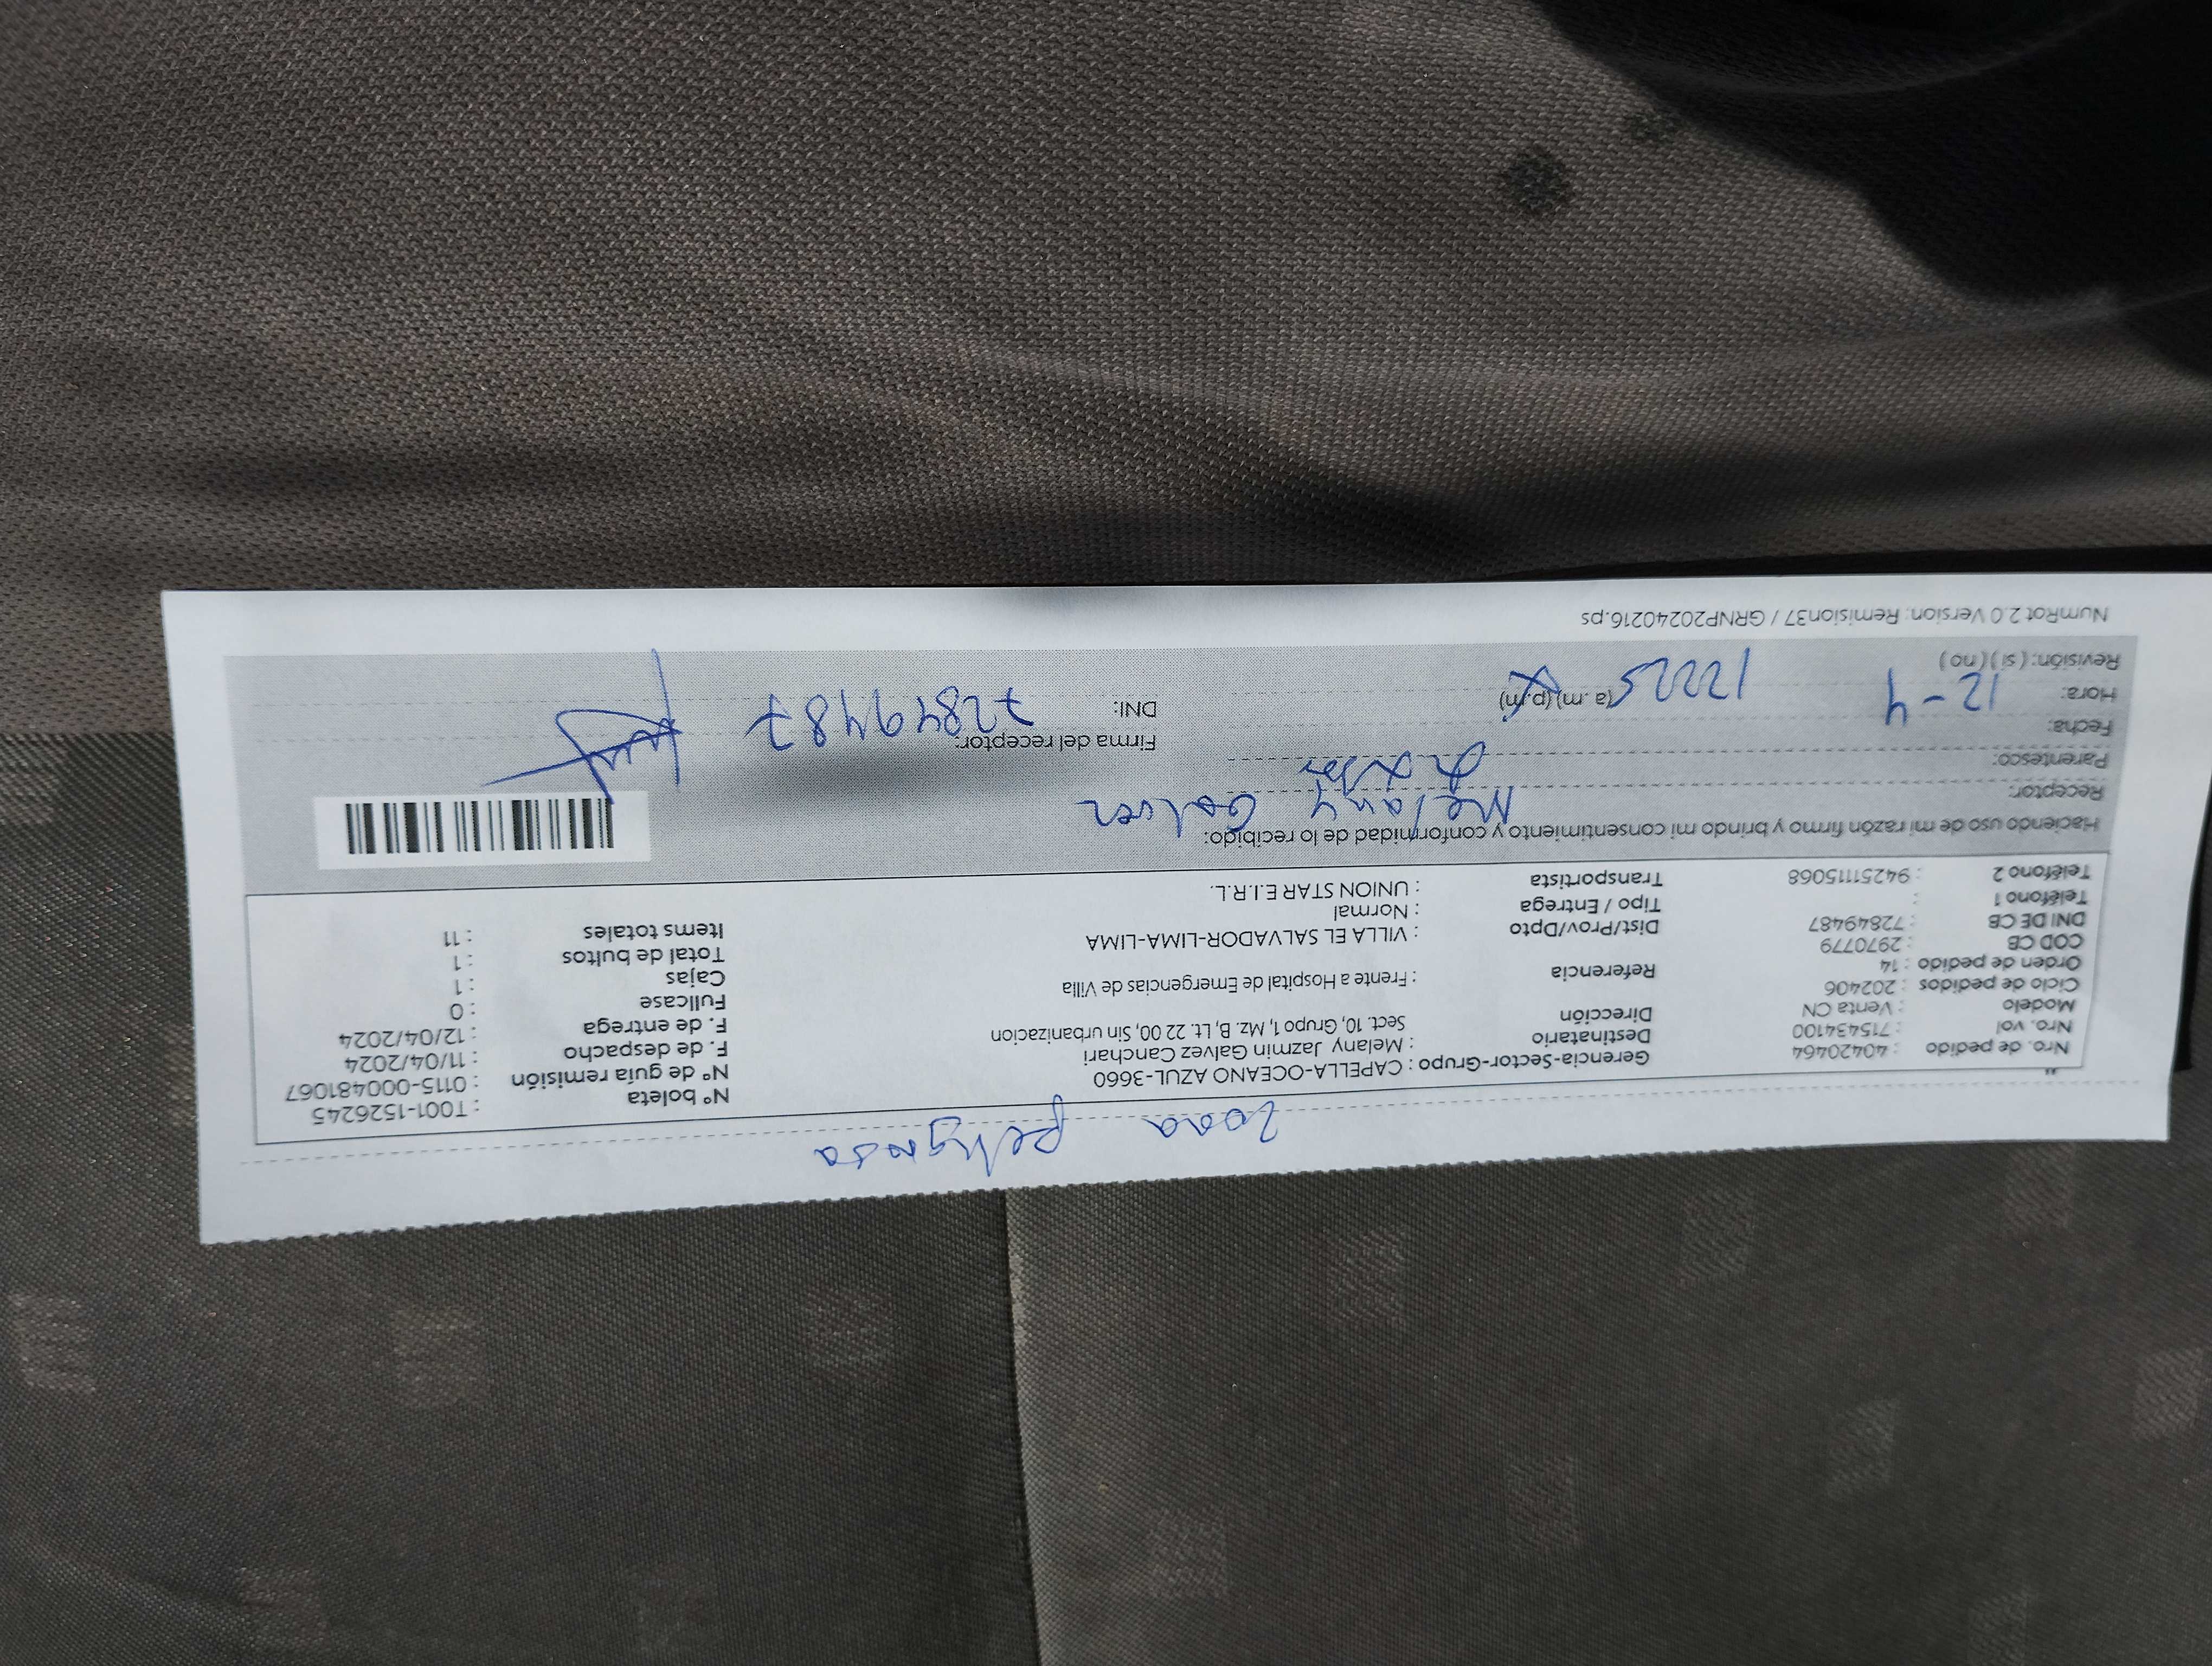 Zona peligrosa
Nro. de pedido : 40420464
Nro. vol : 715434100
Modelo : Venta CN
Ciclo de pedidos : 202406
Orden de pedido : 14
COD CB : 2970779
DNI DE CB : 72849487
Teléfono 1 :
Teléfono 2 : 94251115068
Gerencia-Sector-Grupo : CAPELLA-OCEANO AZUL-3660
Destinatario : Melany Jazmin Galvez Canchari
Dirección Sect. 10, Grupo 1, Mz. B, Lt. 22 00, Sin urbanizacion
Referencia : Frente a Hospital de Emergencias de Villa
Dist/Prov/Dpto : VILLA EL SALVADOR-LIMA-LIMA
Tipo / Entrega : Normal
Transportista : UNION STAR E.I.R.L.
N° boleta : T001-1526245
N° de guía remisión : 0115-000481067
F. de despacho : 11/04/2024
F. de entrega : 12/04/2024
Fullcase : 0
Cajas : 1
Total de bultos : 1
Items totales : 11
Haciendo uso de mi razón firmo y brindo mi consentimiento y conformidad de lo recibido:
Receptor: Melany Galvez
Parentesco:
Fecha: 12-4
Hora: (a. m) (p. m)
Revisión: ( si ) ( no )
Firma del receptor:
DNI: 72849487
NumRot 2.0 Version: Remision37 / GRNP20240216.ps